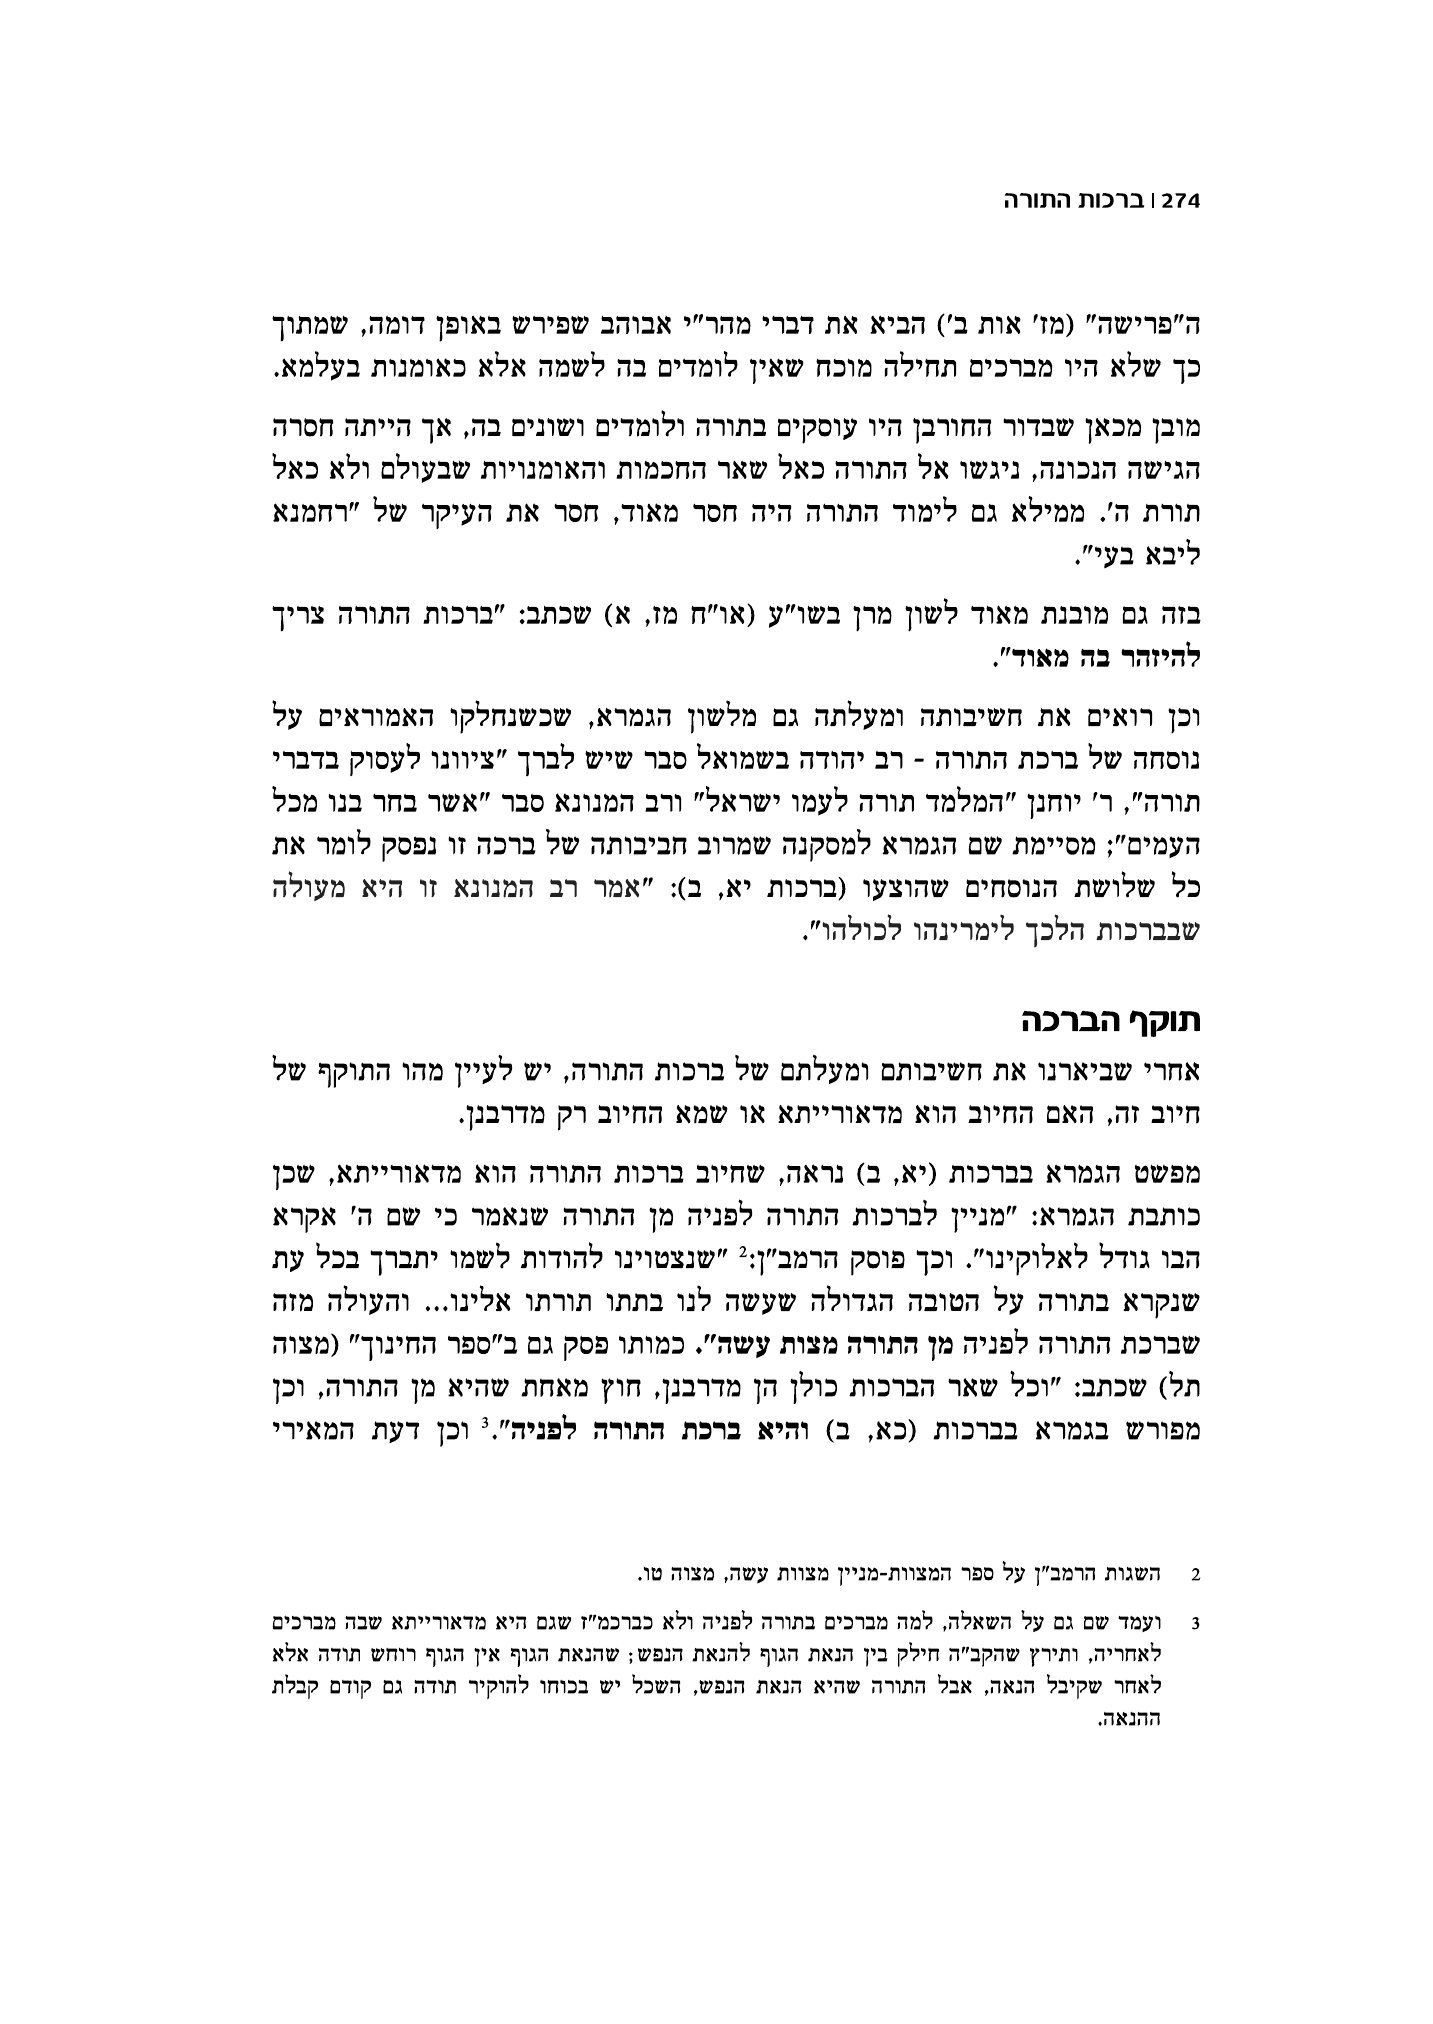 274 | ברכות התורה
ה"פרישה" (מז' אות ב') הביא את דברי מהר"י אבוהב שפירש באופן דומה, שמתוך
כך שלא היו מברכים תחילה מוכח שאין לומדים בה לשמה אלא כאומנות בעלמא.
מובן מכאן שבדור החורבן היו עוסקים בתורה ולומדים ושונים בה, אך הייתה חסרה
הגישה הנכונה, ניגשו אל התורה כאל שאר החכמות והאומנויות שבעולם ולא כאל
תורת ה'. ממילא גם לימוד התורה היה חסר מאוד, חסר את העיקר של "רחמנא
ליבא בעי".
בזה גם מובנת מאוד לשון מרן בשו"ע (או"ח מז, א) שכתב: "ברכות התורה צריך
להיזהר בה מאוד".
וכן רואים את חשיבותה ומעלתה גם מלשון הגמרא, שכשנחלקו האמוראים על
נוסחה של ברכת התורה - רב יהודה בשמואל סבר שיש לברך "ציוונו לעסוק בדברי
תורה", ר' יוחנן "המלמד תורה לעמו ישראל" ורב המנונא סבר "אשר בחר בנו מכל
העמים"; מסיימת שם הגמרא למסקנה שמרוב חביבותה של ברכה זו נפסק לומר את
כל שלושת הנוסחים שהוצעו (ברכות יא, ב): "אמר רב המנונא זו היא מעולה
שבברכות הלכך לימרינהו לכולהו".
תוקף הברכה
אחרי שביארנו את חשיבותם ומעלתם של ברכות התורה, יש לעיין מהו התוקף של
חיוב זה, האם החיוב הוא מדאורייתא או שמא החיוב רק מדרבנן.
מפשט הגמרא בברכות (יא, ב) נראה, שחיוב ברכות התורה הוא מדאורייתא, שכן
כותבת הגמרא: "מניין לברכות התורה לפניה מן התורה שנאמר כי שם ה' אקרא
הבו גודל לאלוקינו". וכך פוסק הרמב"ן:2 "שנצטוינו להודות לשמו יתברך בכל עת
שנקרא בתורה על הטובה הגדולה שעשה לנו בתתו תורתו אלינו... והעולה מזה
שברכת התורה לפניה מן התורה מצות עשה". כמותו פסק גם ב"ספר החינוך" (מצוה
תל) שכתב: "וכל שאר הברכות כולן הן מדרבנן, חוץ מאחת שהיא מן התורה, וכן
מפורש בגמרא בברכות (כא, ב) והיא ברכת התורה לפניה".3 וכן דעת המאירי
2 השגות הרמב"ן על ספר המצוות-מניין מצוות עשה, מצוה טו.
3 ועמד שם גם על השאלה, למה מברכים בתורה לפניה ולא כברכמ"ז שגם היא מדאורייתא שבה מברכים
לאחריה, ותירץ שהקב"ה חילק בין הנאת הגוף להנאת הנפש; שהנאת הגוף אין הגוף רוחש תודה אלא
לאחר שקיבל הנאה, אבל התורה שהיא הנאת הנפש, השכל יש בכוחו להוקיר תודה גם קודם קבלת
ההנאה.